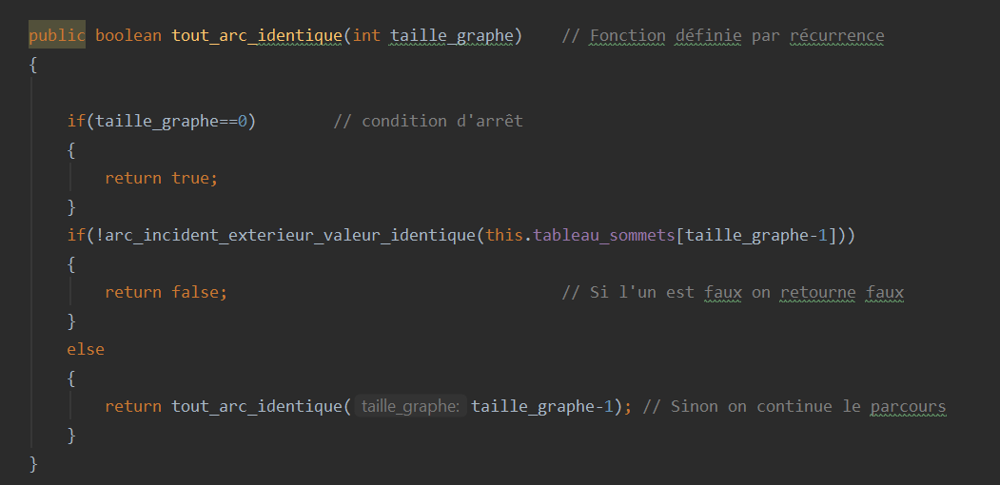 public boolean tout_arc_identique(int taille_graphe)    // Fonction définie par récurrence
{
if(taille_graphe==0)        // condition d'arrêt
{
return true;
}
if(!arc_incident_exterieur_valeur_identique(this.tableau_sommets[taille_graphe-1]))
{
return false;                                   // Si l'un est faux on retourne faux
}
else
{
return tout_arc_identique( taille_graphe: taille_graphe-1); // Sinon on continue le parcours
}
}